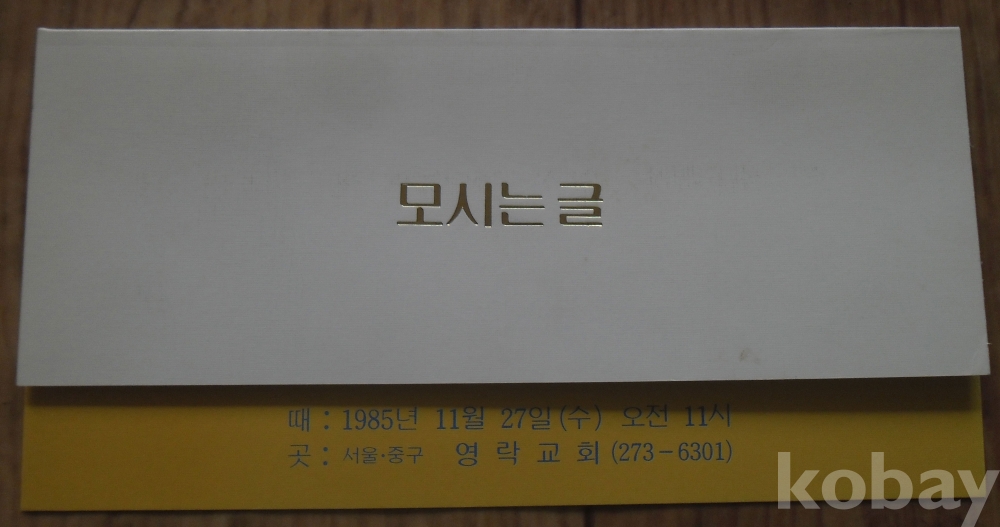 모시는 글
때 : 1985년 11월 27일(수) 오전 11시
곳 : 서울·중구 영락교회 (273-6301)
kobay